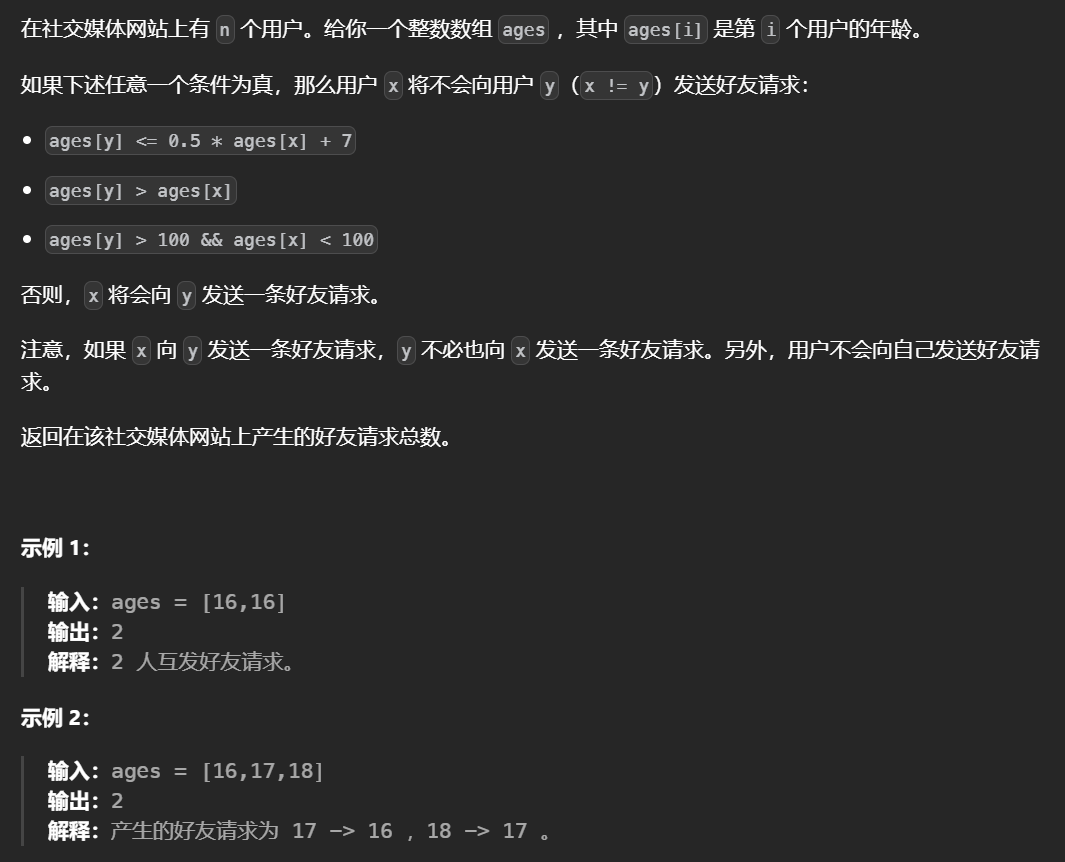 在社交媒体网站上有 n 个用户。给你一个整数数组 ages ，其中 ages[i] 是第 i 个用户的年龄。
如果下述任意一个条件为真，那么用户 x 将不会向用户 y（x != y）发送好友请求：
• ages[y] <= 0.5 * ages[x] + 7
• ages[y] > ages[x]
• ages[y] > 100 && ages[x] < 100
否则，x 将会向 y 发送一条好友请求。
注意，如果 x 向 y 发送一条好友请求，y 不必也向 x 发送一条好友请求。另外，用户不会向自己发送好友请
求。
返回在该社交媒体网站上产生的好友请求总数。
示例 1：
输入：ages = [16,16]
输出：2
解释：2 人互发好友请求。
示例 2：
输入：ages = [16,17,18]
输出：2
解释：产生的好友请求为 17 -> 16 ，18 -> 17 。